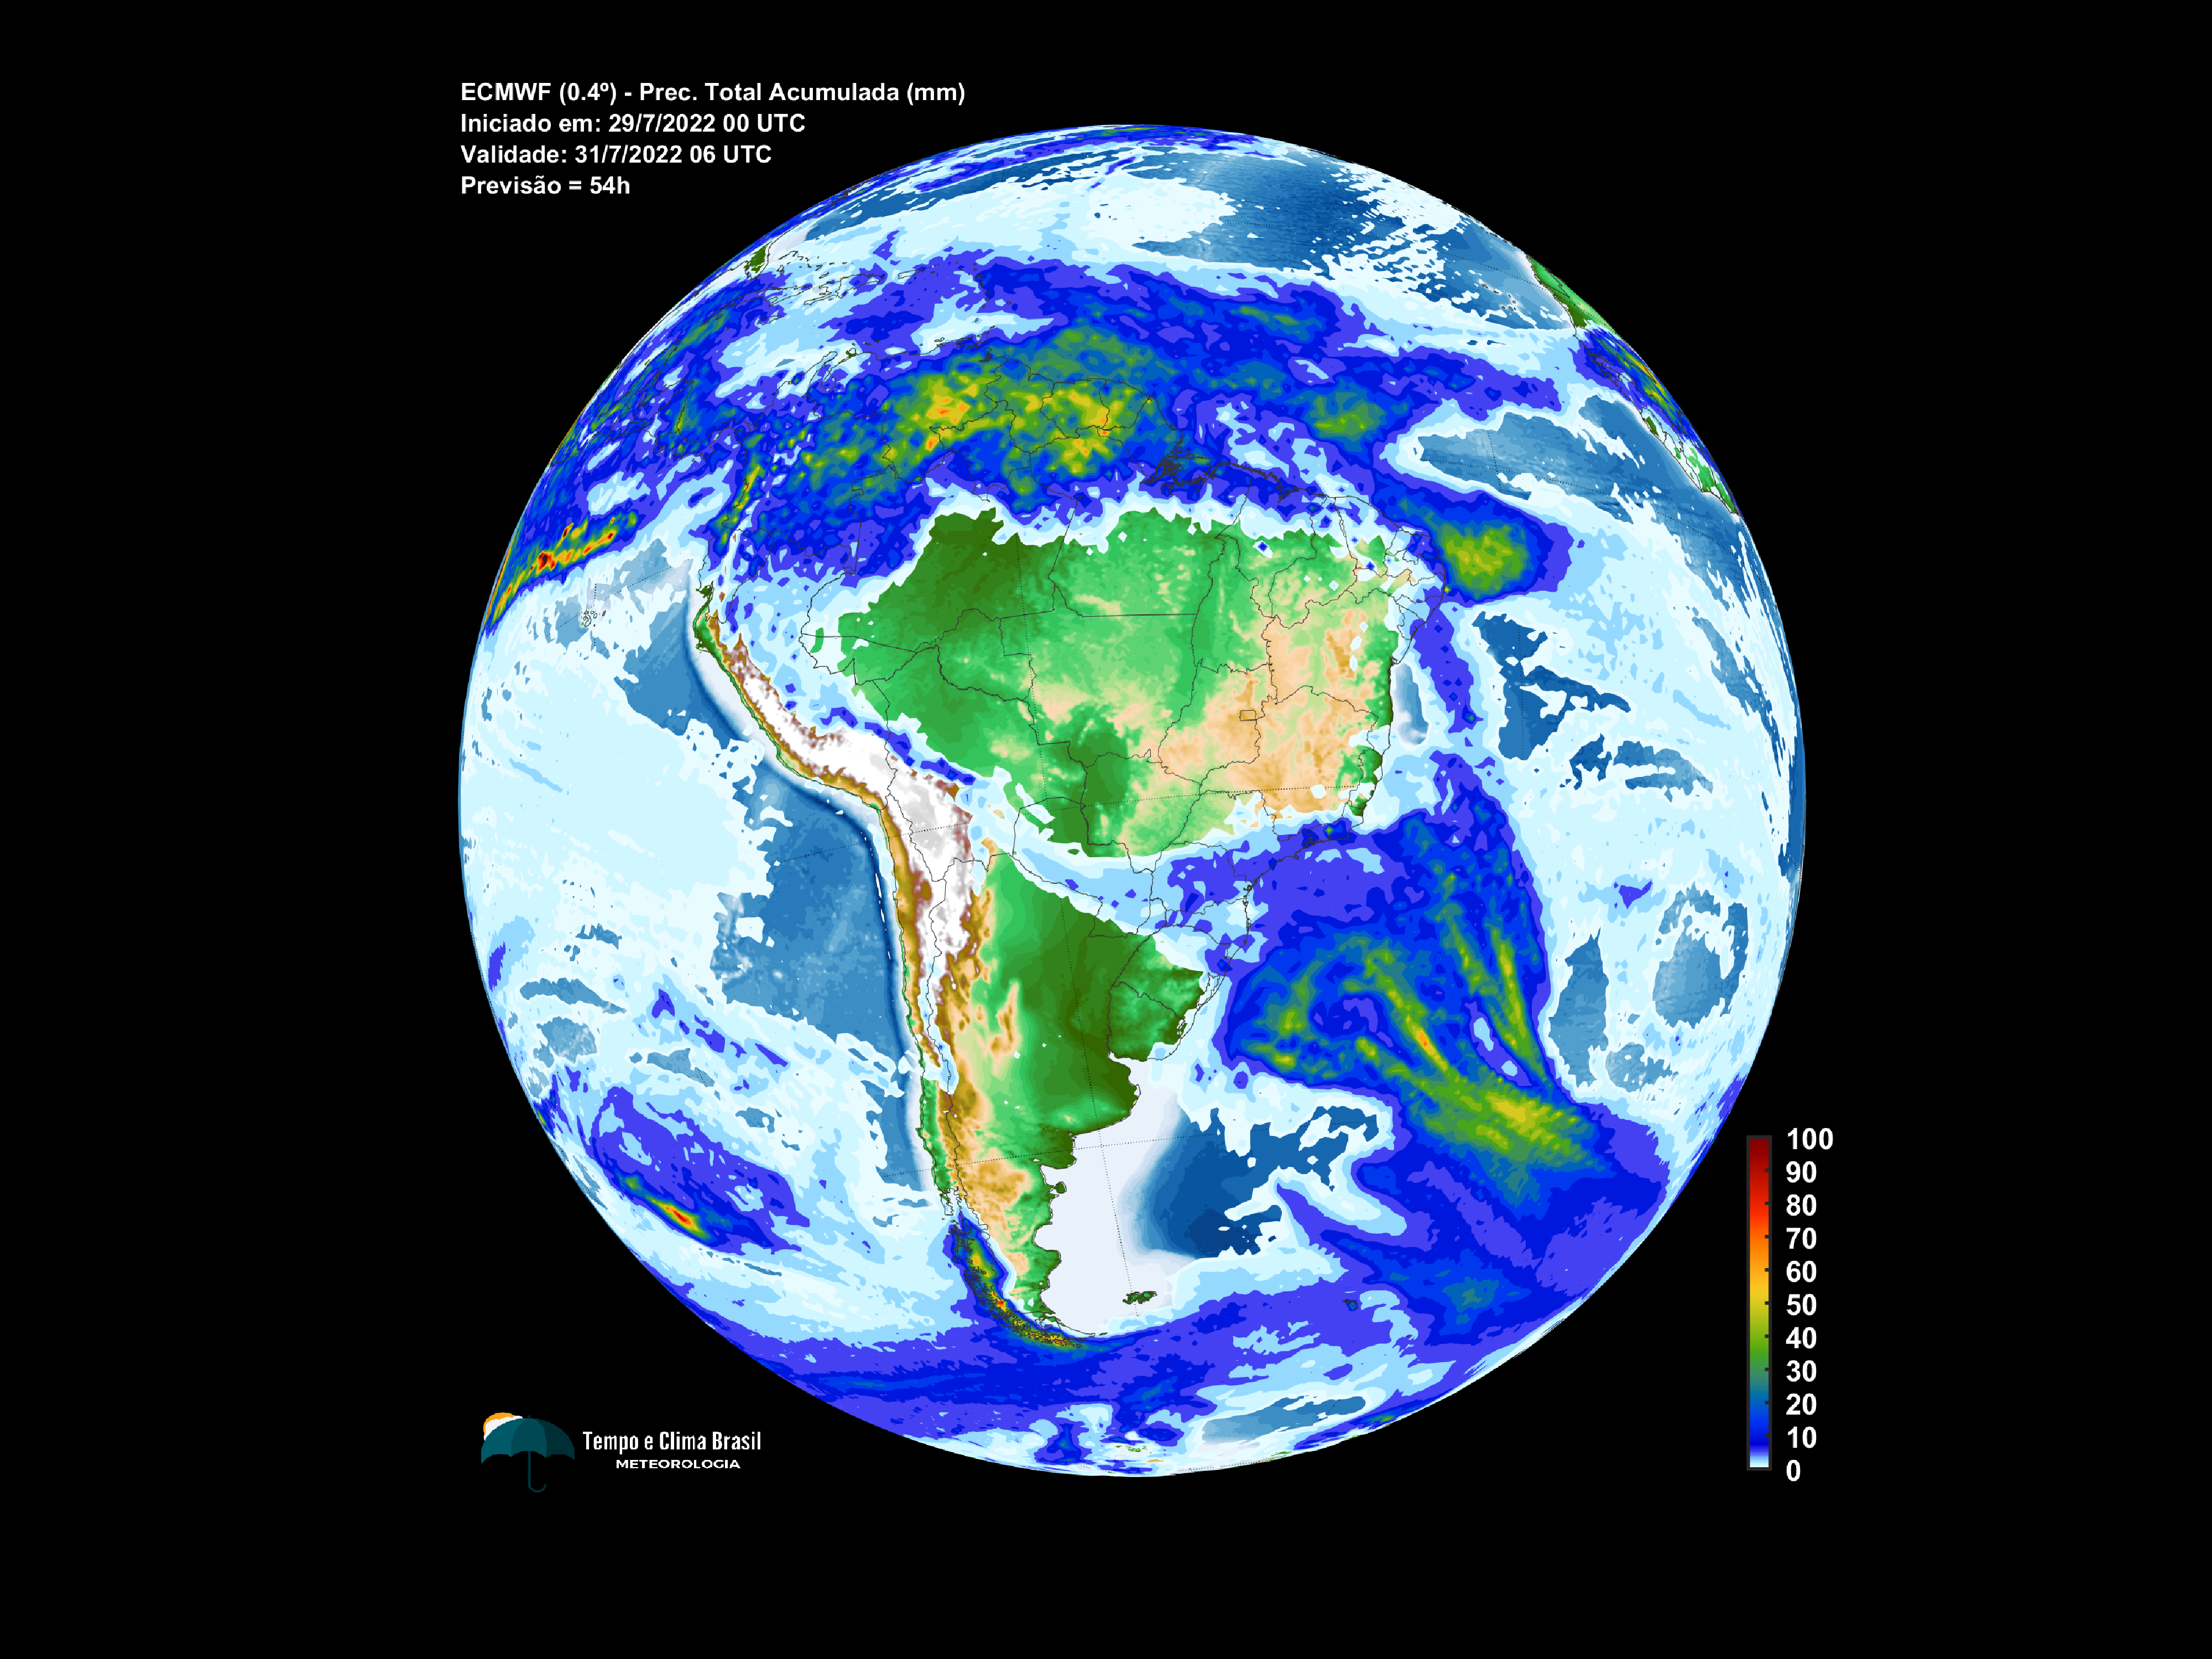 ECMWF (0.4º) - Prec. Total Acumulada (mm)
Iniciado em: 29/7/2022 00 UTC
Validade: 31/7/2022 06 UTC
Previsão = 54h
100
90
80
70
60
50
40
30
20
10
0
Tempo e Clima Brasil
METEOROLOGIA